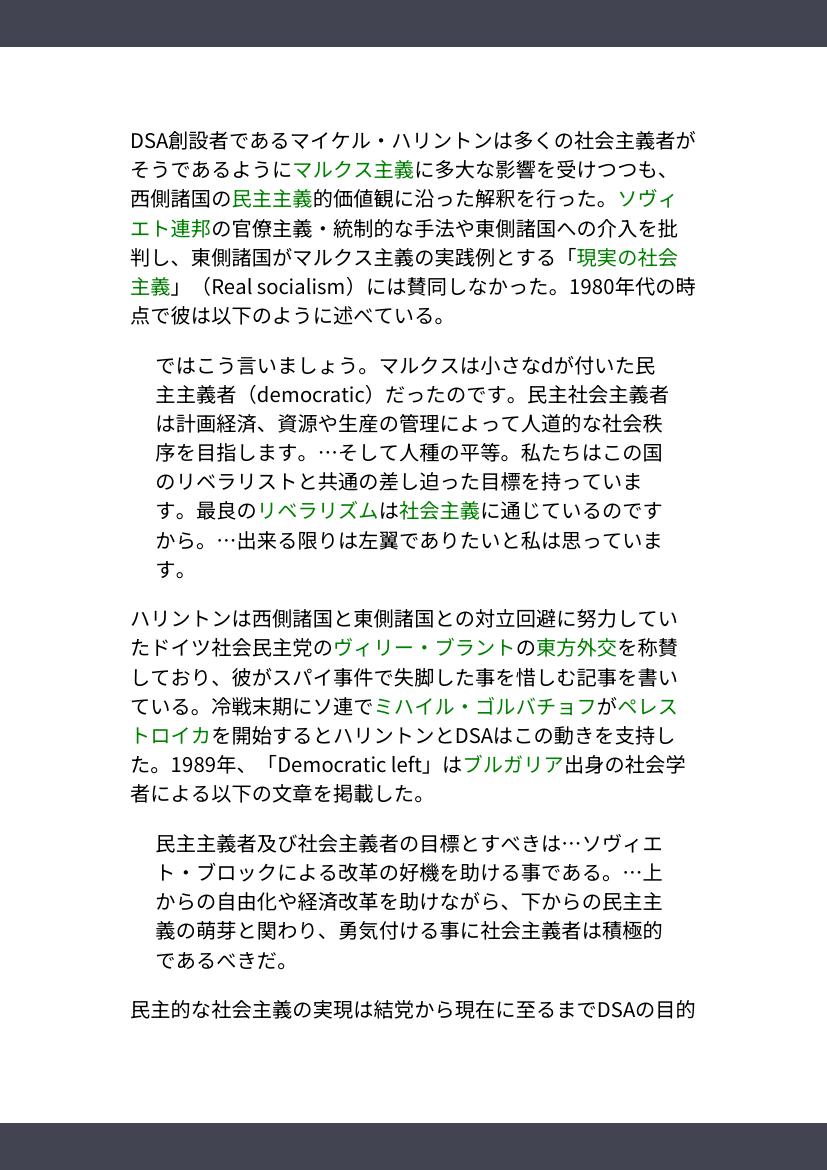 DSA創設者であるマイケル・ハリントンは多くの社会主義者が
そうであるようにマルクス主義に多大な影響を受けつつも、
西側諸国の民主主義的価値観に沿った解釈を行った。ソヴィ
エト連邦の官僚主義・統制的な手法や東側諸国への介入を批
判し、東側諸国がマルクス主義の実践例とする「現実の社会
主義」（Real socialism）には賛同しなかった。1980年代の時
点で彼は以下のように述べている。
ではこう言いましょう。マルクスは小さなdが付いた民
主主義者（democratic）だったのです。民主社会主義者
は計画経済、資源や生産の管理によって人道的な社会秩
序を目指します。…そして人種の平等。私たちはこの国
のリベラリストと共通の差し迫った目標を持っていま
す。最良のリベラリズムは社会主義に通じているのです
から。…出来る限りは左翼でありたいと私は思っていま
す。
ハリントンは西側諸国と東側諸国との対立回避に努力してい
たドイツ社会民主党のヴィリー・ブラントの東方外交を称賛
しており、彼がスパイ事件で失脚した事を惜しむ記事を書い
ている。冷戦末期にソ連でミハイル・ゴルバチョフがペレス
トロイカを開始するとハリントンとDSAはこの動きを支持し
た。1989年、「Democratic left」はブルガリア出身の社会学
者による以下の文章を掲載した。
民主主義者及び社会主義者の目標とすべきは…ソヴィエ
ト・ブロックによる改革の好機を助ける事である。…上
からの自由化や経済改革を助けながら、下からの民主主
義の萌芽と関わり、勇気付ける事に社会主義者は積極的
であるべきだ。
民主的な社会主義の実現は結党から現在に至るまでDSAの目的